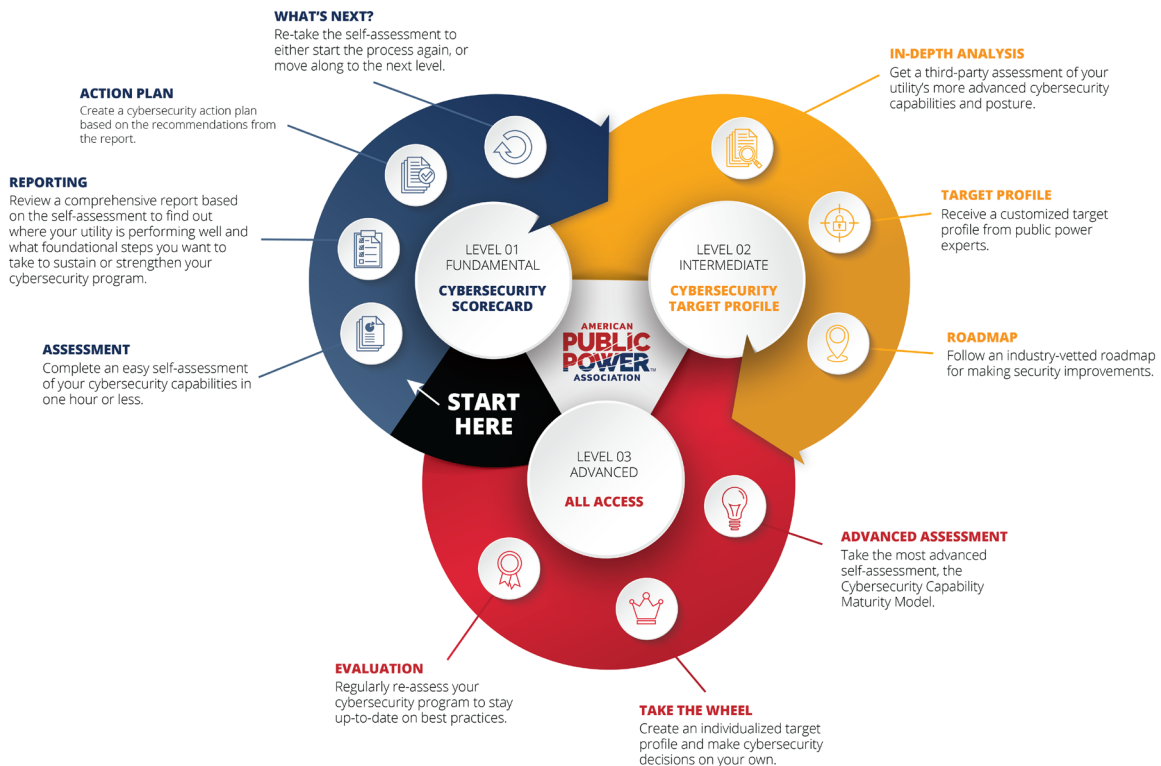 WHAT'S NEXT?
Re-take the self-assessment to
either start the process again, or
move along to the next level.
ACTION PLAN
Create a cybersecurity action plan
based on the recommendations from
the report.
REPORTING
Review a comprehensive report based
on the self-assessment to find out
where your utility is performing well and
what foundational steps you want to
take to sustain or strengthen your
cybersecurity program.
ASSESSMENT
Complete an easy self-assessment
of your cybersecurity capabilities in
one hour or less.
START
HERE
LEVEL 01
FUNDAMENTAL
CYBERSECURITY
SCORECARD
IN-DEPTH ANALYSIS
Get a third-party assessment of your
utility's more advanced cybersecurity
capabilities and posture.
TARGET PROFILE
Receive a customized target
profile from public power
experts.
ROADMAP
Follow an industry-vetted roadmap
for making security improvements.
LEVEL 02
INTERMEDIATE
CYBERSECURITY
TARGET PROFILE
AMERICAN
PUBLIC
POWER™
ASSOCIATION
LEVEL 03
ADVANCED
ALL ACCESS
ADVANCED ASSESSMENT
Take the most advanced
self-assessment, the
Cybersecurity Capability
Maturity Model.
TAKE THE WHEEL
Create an individualized target
profile and make cybersecurity
decisions on your own.
EVALUATION
Regularly re-assess your
cybersecurity program to stay
up-to-date on best practices.